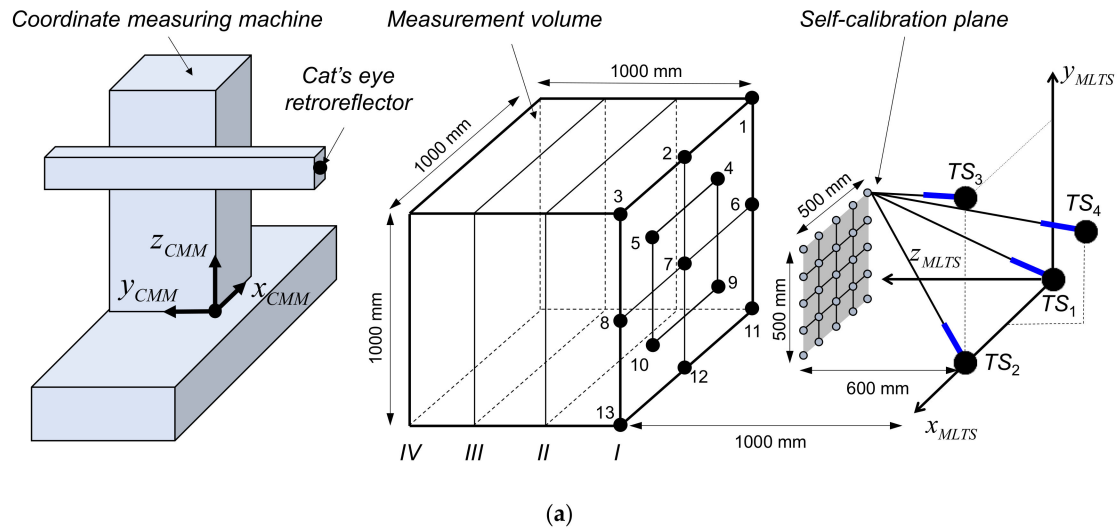 Coordinate measuring machine
Measurement volume
Self-calibration plane
Cat's eye
retroreflector
1000 mm
1000 mm
1000 mm
1
2
3
4
5
6
7
8
9
10
11
12
13
IV
III
II
I
1000 mm
z_CMM
y_CMM
x_CMM
y_MLTS
z_MLTS
x_MLTS
TS_3
TS_4
TS_1
TS_2
500 mm
500 mm
600 mm
(a)